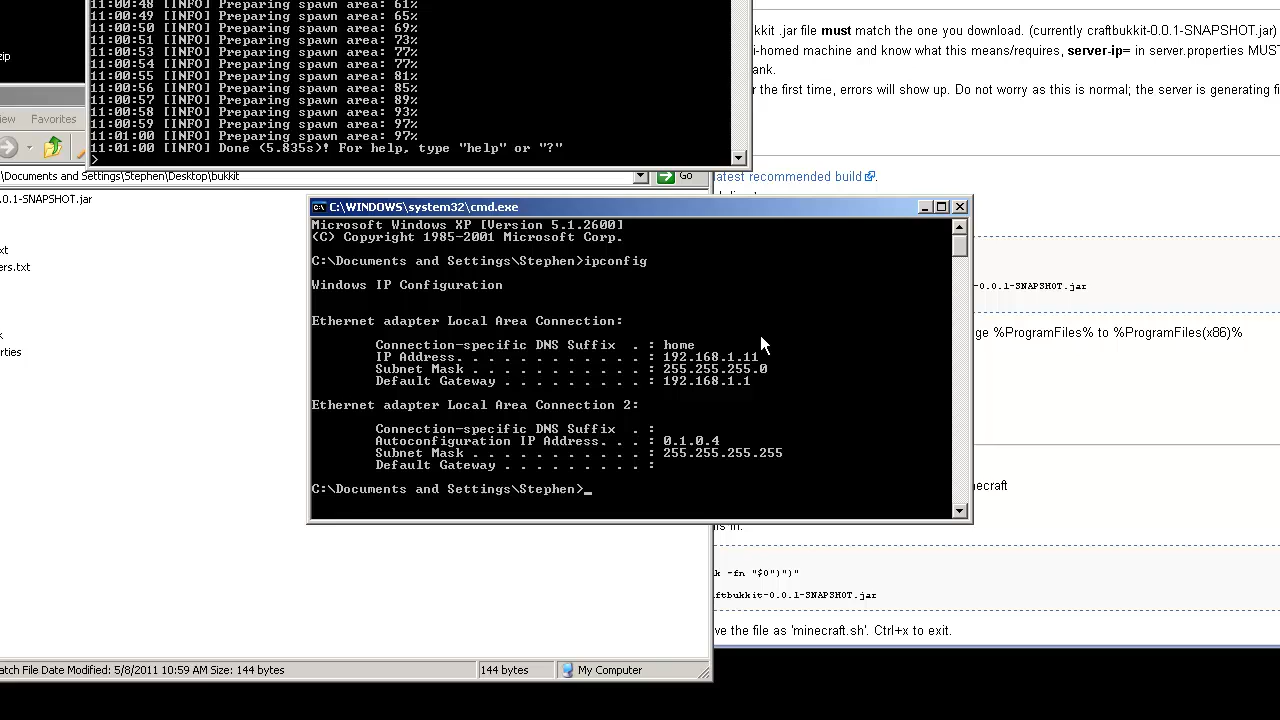 11:00:48 [INFO] Preparing spawn area: 61%
11:00:49 [INFO] Preparing spawn area: 65%
11:00:50 [INFO] Preparing spawn area: 69%
11:00:51 [INFO] Preparing spawn area: 73%
11:00:53 [INFO] Preparing spawn area: 77%
11:00:54 [INFO] Preparing spawn area: 77%
11:00:55 [INFO] Preparing spawn area: 81%
11:00:56 [INFO] Preparing spawn area: 85%
11:00:57 [INFO] Preparing spawn area: 89%
11:00:58 [INFO] Preparing spawn area: 93%
11:00:59 [INFO] Preparing spawn area: 97%
11:01:00 [INFO] Preparing spawn area: 97%
11:01:00 [INFO] Done (5.835s)! For help, type "help" or "?"
>
zip
iew Favorites
\Documents and Settings\Stephen\Desktop\bukkit
Go
0.0.1-SNAPSHOT.jar
xt
ers.txt
k
erties
C:\WINDOWS\system32\cmd.exe
Microsoft Windows XP [Version 5.1.2600]
(C) Copyright 1985-2001 Microsoft Corp.
C:\Documents and Settings\Stephen>ipconfig
Windows IP Configuration
Ethernet adapter Local Area Connection:
Connection-specific DNS Suffix . : home
IP Address. . . . . . . . . . . . : 192.168.1.11
Subnet Mask . . . . . . . . . . . : 255.255.255.0
Default Gateway . . . . . . . . . : 192.168.1.1
Ethernet adapter Local Area Connection 2:
Connection-specific DNS Suffix . :
Autoconfiguration IP Address. . . : 0.1.0.4
Subnet Mask . . . . . . . . . . . : 255.255.255.255
Default Gateway . . . . . . . . . :
C:\Documents and Settings\Stephen>_
kkit .jar file must match the one you download. (currently craftbukkit-0.0.1-SNAPSHOT.jar)
i-homed machine and know what this means/requires, server-ip= in server.properties MUST
ank.
r the first time, errors will show up. Do not worry as this is normal; the server is generating fi
atest recommended build
-0.0.1-SNAPSHOT.jar
ge %ProgramFiles% to %ProgramFiles(x86)%
necraft
is in.
k -fn "$0")")"
ftbukkit-0.0.1-SNAPSHOT.jar
ve the file as 'minecraft.sh'. Ctrl+x to exit.
atch File Date Modified: 5/8/2011 10:59 AM Size: 144 bytes
144 bytes
My Computer